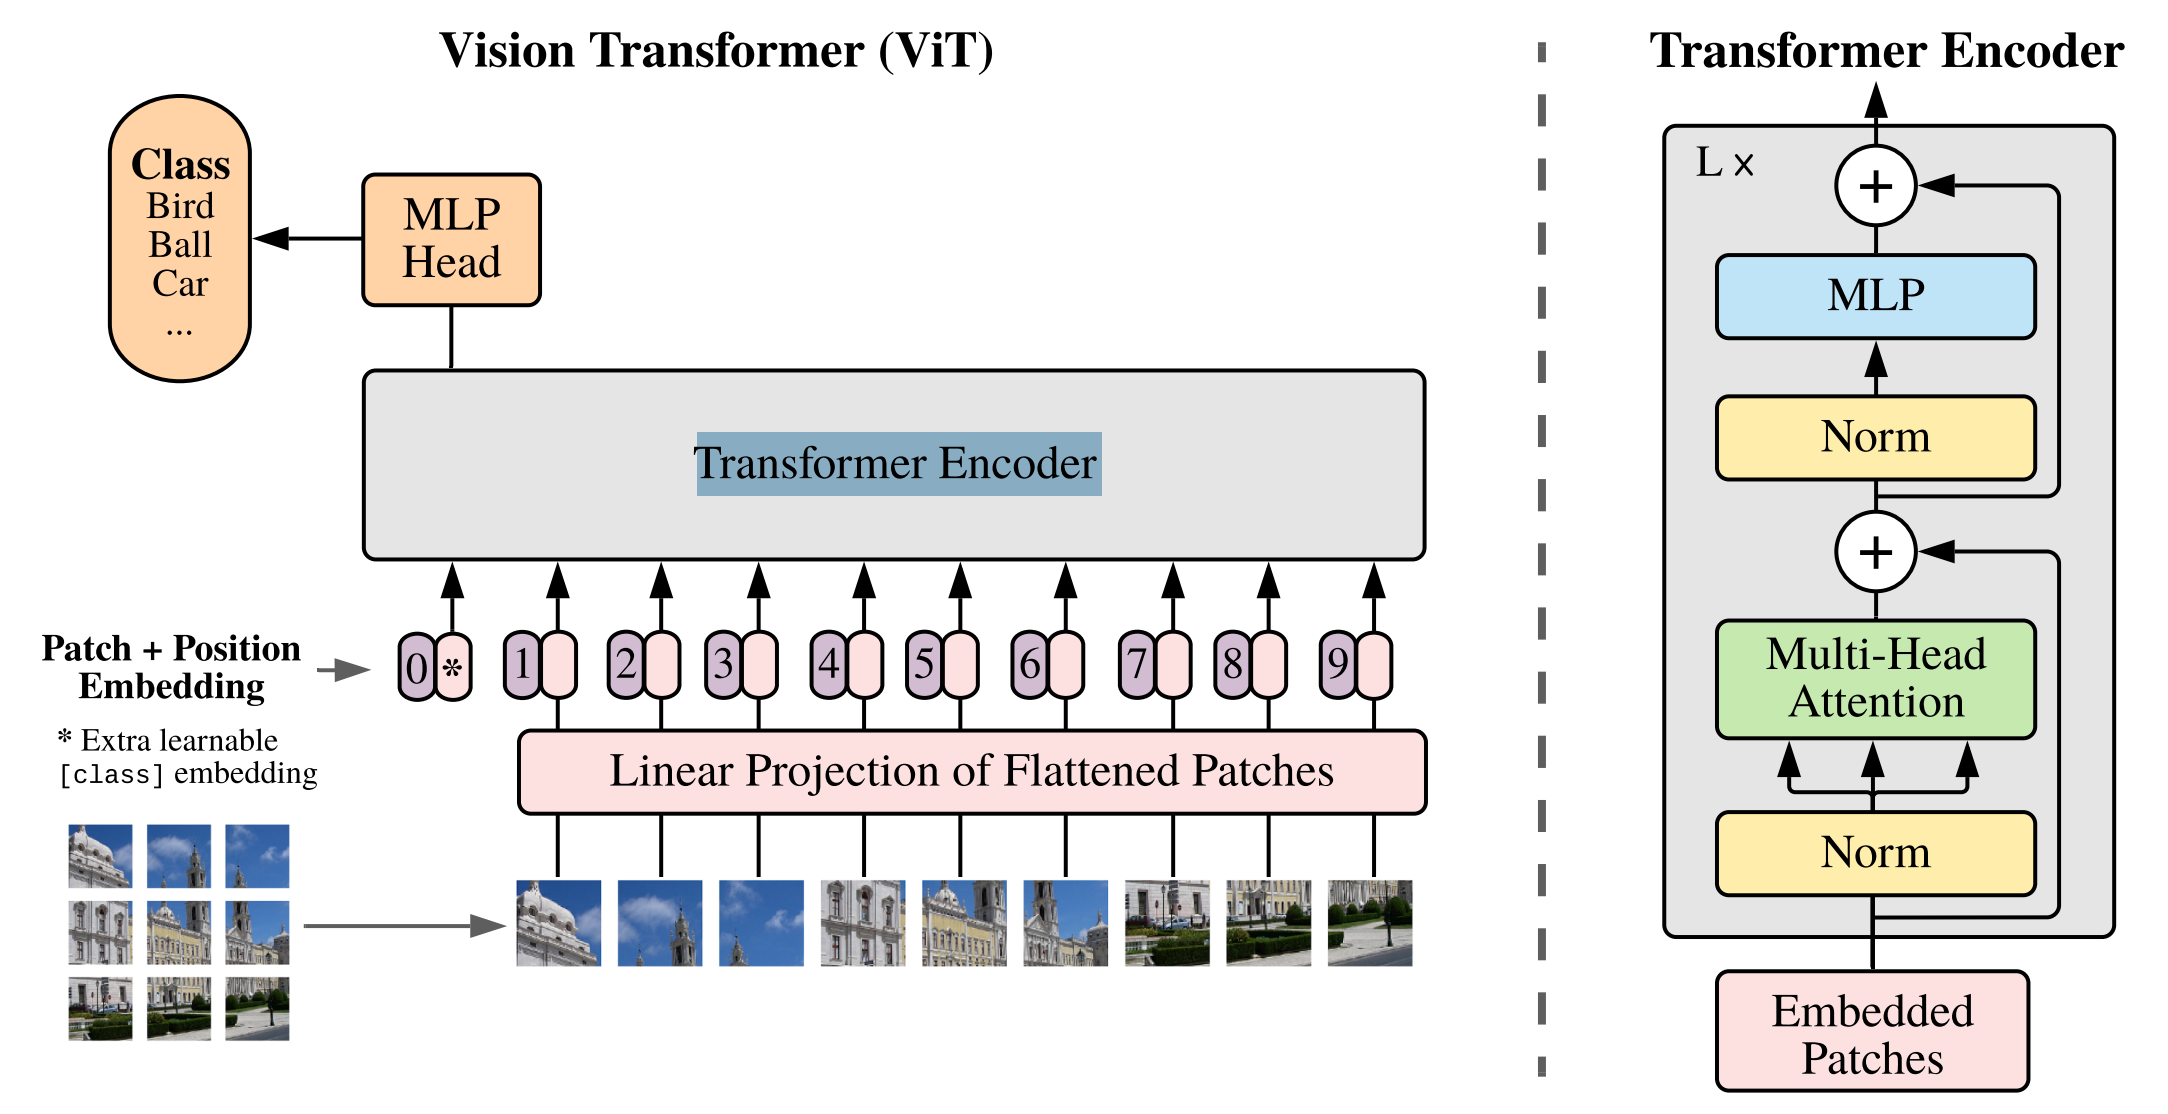 Vision Transformer (ViT)
Class
Bird
Ball
Car
...
MLP
Head
Transformer Encoder
Patch + Position
Embedding
* Extra learnable
[class] embedding
0 * 1 2 3 4 5 6 7 8 9
Linear Projection of Flattened Patches
Transformer Encoder
L x
+
MLP
Norm
+
Multi-Head
Attention
Norm
Embedded
Patches